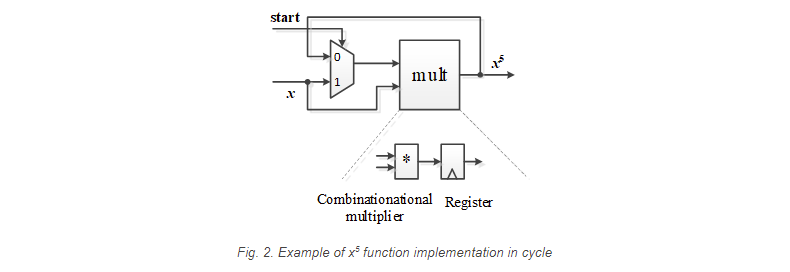 start
0
1
x
mult
x⁵
*
Combinationational
multiplier
Register
Fig. 2. Example of x⁵ function implementation in cycle